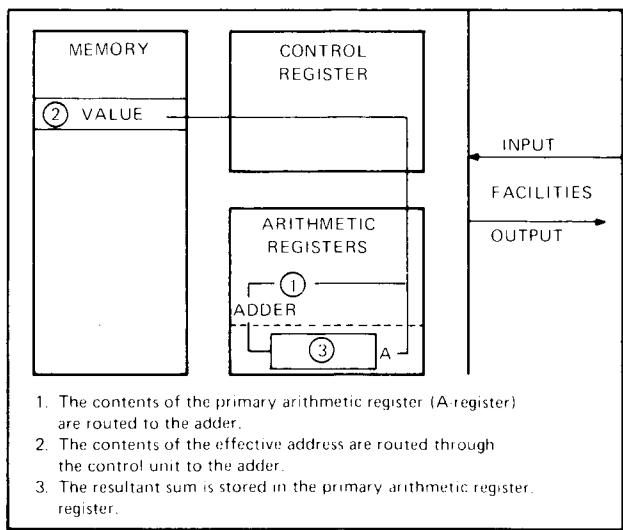 MEMORY
CONTROL
REGISTER
② VALUE
INPUT
FACILITIES
OUTPUT
ARITHMETIC
REGISTERS
①
ADDER
③
A
1. The contents of the primary arithmetic register (A-register)
are routed to the adder.
2. The contents of the effective address are routed through
the control unit to the adder.
3. The resultant sum is stored in the primary arithmetic register.
register.